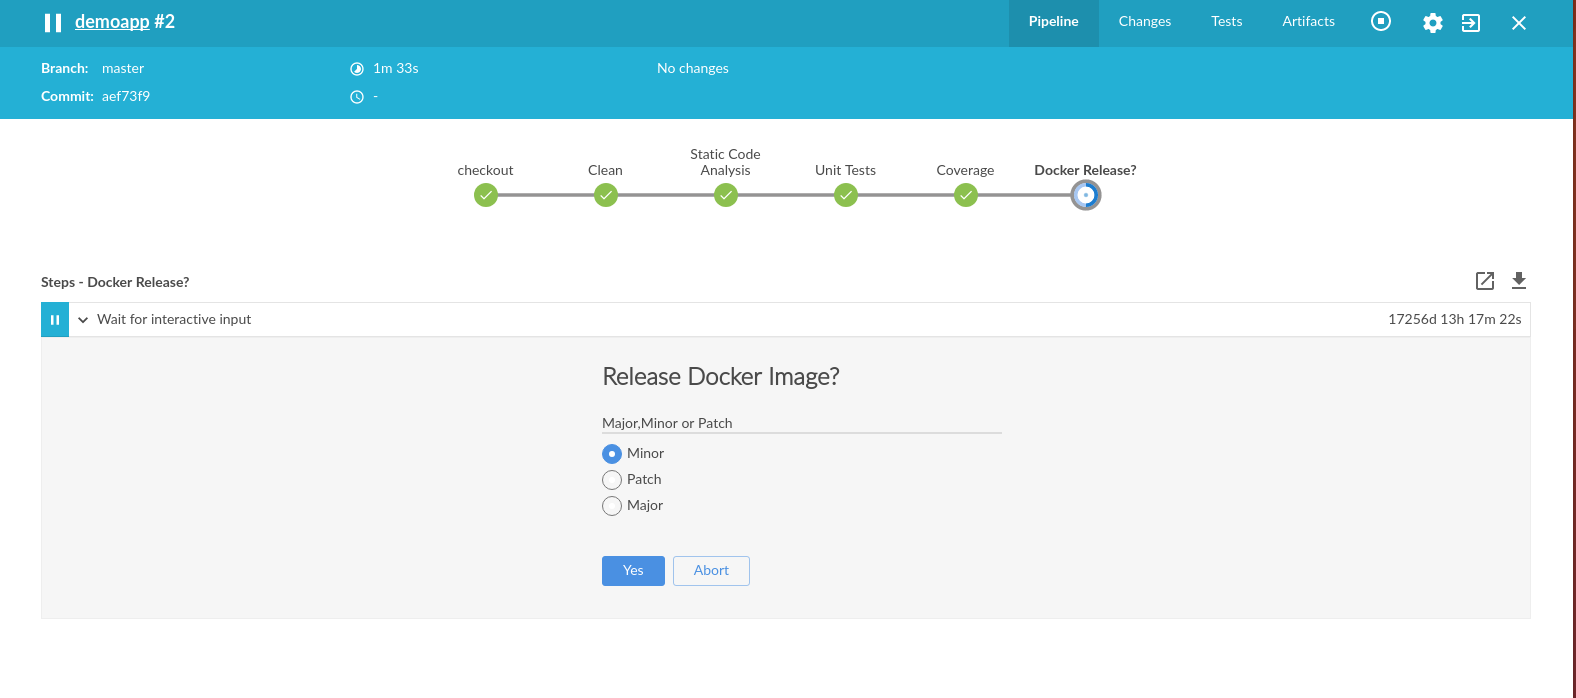 demoapp #2
Pipeline Changes Tests Artifacts
Branch: master 1m 33s No changes
Commit: aef73f9 -
Static Code
checkout Clean Analysis Unit Tests Coverage Docker Release?
Steps - Docker Release?
Wait for interactive input 17256d 13h 17m 22s
Release Docker Image?
Major,Minor or Patch
Minor
Patch
Major
Yes Abort